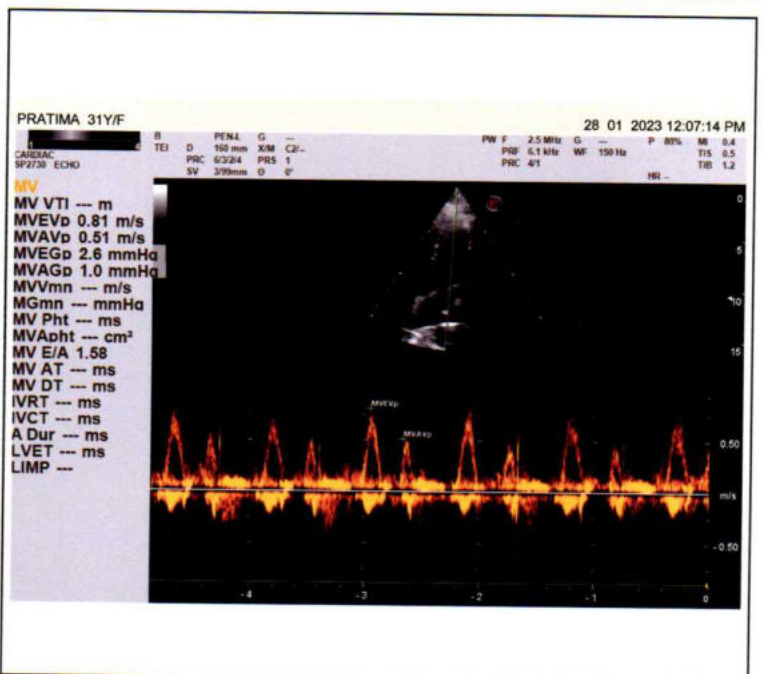 PRATIMA 31Y/F
28 01 2023 12:07:14 PM
CARDIAC
SP2730 ECHO
B PEN-L G ---
TEI D 160 mm X/M C2/--
PRC 6/3/2/4 PRS 1
SV 3/99mm Θ 0°
PW F 2.5 MHz G --- P 80% MI 0.4
PRF 6.1 kHz WF 150 Hz TIS 0.5
PRC 4/1 TIB 1.2
HR --
MV
MV VTI --- m
MVEVp 0.81 m/s
MVAVp 0.51 m/s
MVEGp 2.6 mmHg
MVAGp 1.0 mmHg
MVVmn --- m/s
MGmn --- mmHg
MV Pht --- ms
MVApht --- cm²
MV E/A 1.58
MV AT --- ms
MV DT --- ms
IVRT --- ms
IVCT --- ms
A Dur --- ms
LVET --- ms
LIMP ---
0
5
10
15
MVEVp
MVAVp
0.50
m/s
-0.50
-4 -3 -2 -1 0